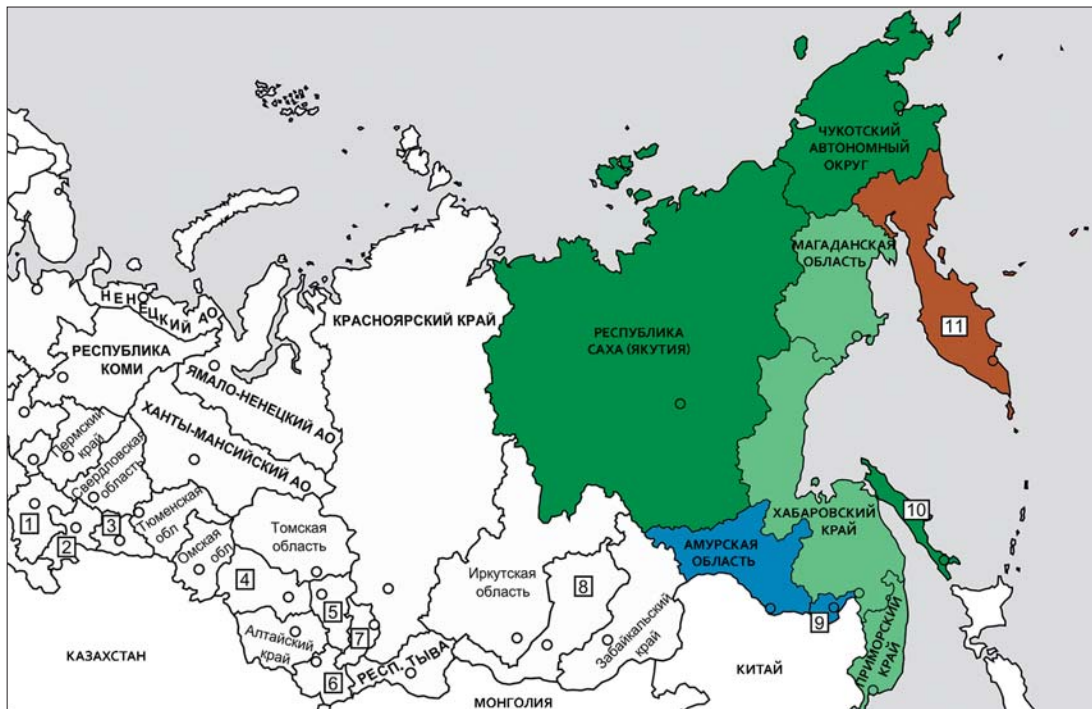 ЧУКОТСКИЙ
АВТОНОМНЫЙ
ОКРУГ
МАГАДАНСКАЯ
ОБЛАСТЬ
НЕНЕЦКИЙ АО
КРАСНОЯРСКИЙ КРАЙ
11
РЕСПУБЛИКА
САХА (ЯКУТИЯ)
РЕСПУБЛИКА
КОМИ
ЯМАЛО-НЕНЕЦКИЙ АО
ХАНТЫ-МАНСИЙСКИЙ АО
Пермский
край
Свердловская
область
1
2
3
Тюменская
обл
Омская
обл
Томская
область
4
5
6
7
Алтайский
край
РЕСП. ТЫВА
Иркутская
область
8
Забайкальский
край
АМУРСКАЯ
ОБЛАСТЬ
ХАБАРОВСКИЙ
КРАЙ
10
9
ПРИМОРСКИЙ
КРАЙ
КАЗАХСТАН
МОНГОЛИЯ
КИТАЙ